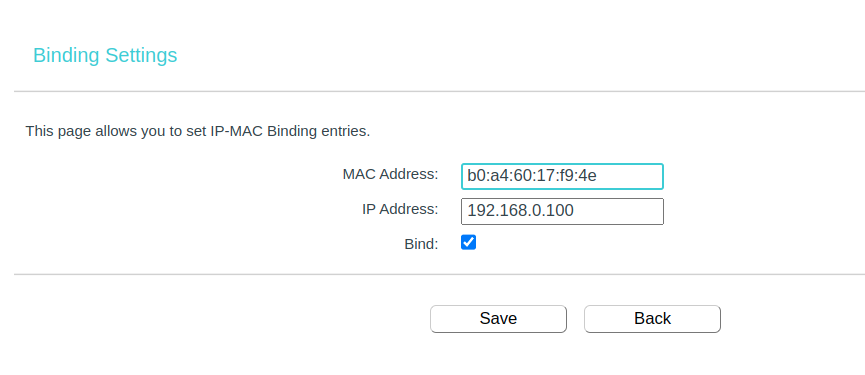 Binding Settings
This page allows you to set IP-MAC Binding entries.
MAC Address: b0:a4:60:17:f9:4e
IP Address: 192.168.0.100
Bind:
Save Back